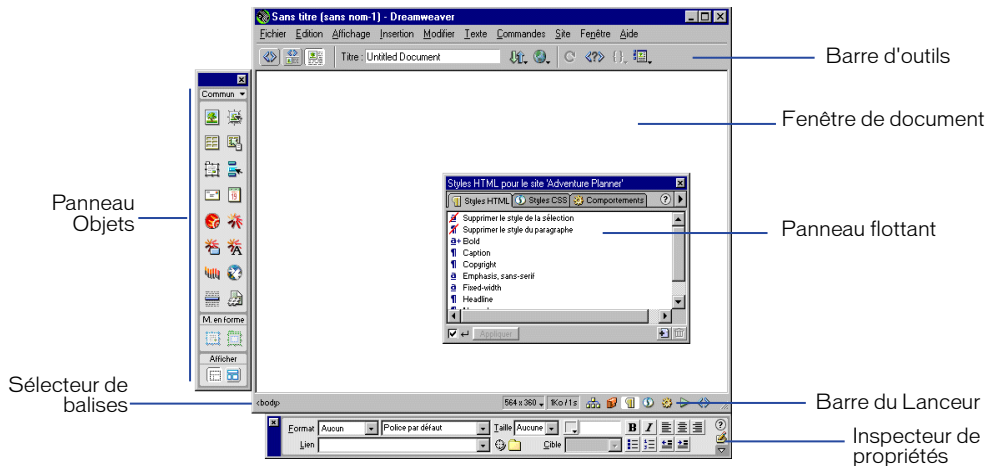 Sans titre (sans nom-1) - Dreamweaver
Fichier Edition Affichage Insertion Modifier Texte Commandes Site Fenêtre Aide
Titre : Untitled Document
Barre d'outils
Commun
Fenêtre de document
Styles HTML pour le site 'Adventure Planner'
Styles HTML Styles CSS Comportements
Supprimer le style de la sélection
Supprimer le style du paragraphe
Bold
Caption
Copyright
Emphasis, sans-serif
Fixed-width
Headline
Appliquer
Panneau
Objets
Panneau flottant
M. en forme
Afficher
Sélecteur de
balises
<body>
564 x 360 1Ko / 1 s
Barre du Lanceur
Format Aucun Police par défaut Taille Aucune B I
Lien Cible
Inspecteur de
propriétés